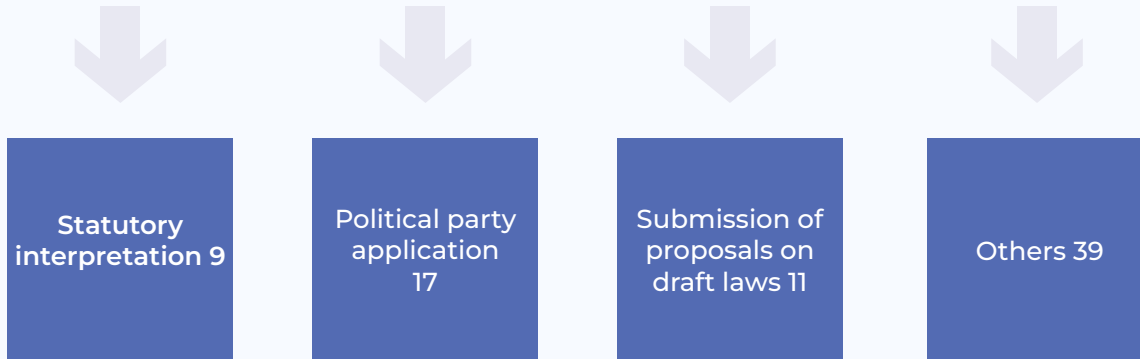 Statutory
interpretation 9
Political party
application
17
Submission of
proposals on
draft laws 11
Others 39